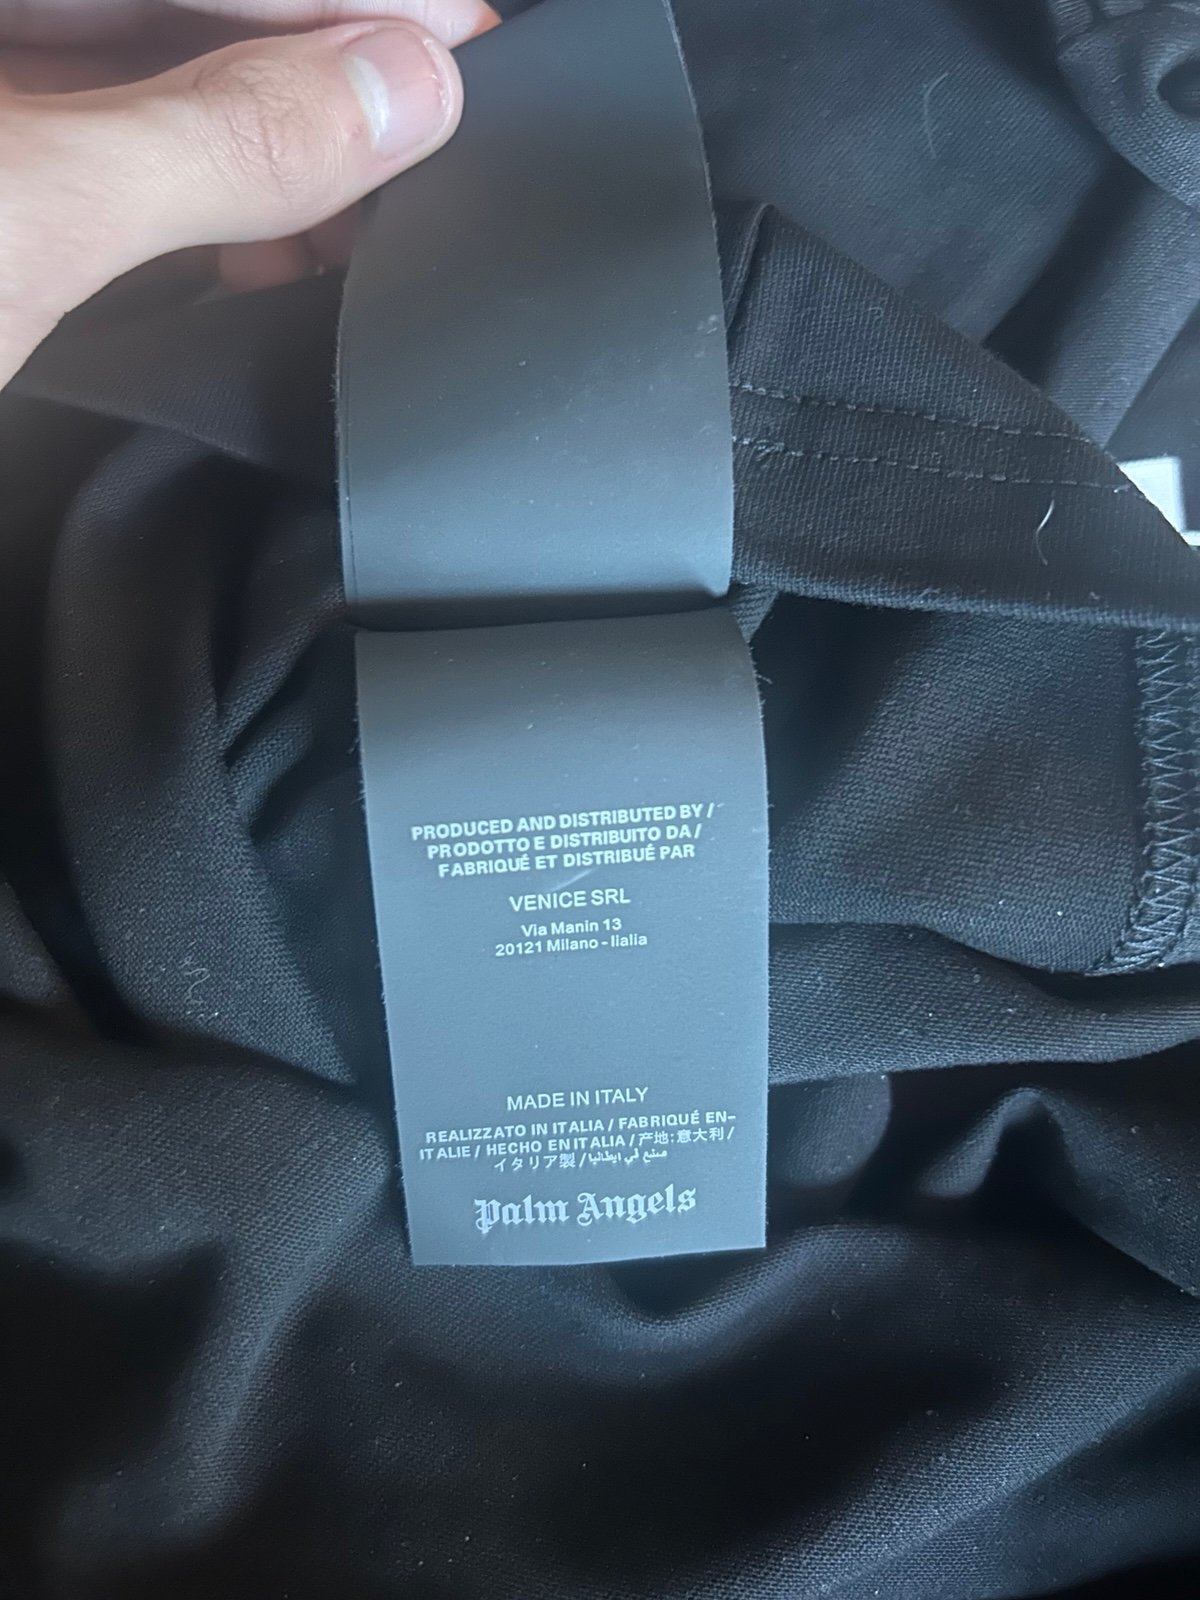 PRODUCED AND DISTRIBUTED BY /
PRODOTTO E DISTRIBUITO DA /
FABRIQUÉ ET DISTRIBUÉ PAR
VENICE SRL
Via Manin 13
20121 Milano - Iialia
MADE IN ITALY
REALIZZATO IN ITALIA / FABRIQUÉ EN-
ITALIE / HECHO EN ITALIA / 产地: 意大利 /
イタリア製 / صنع في ايطاليا
Palm Angels